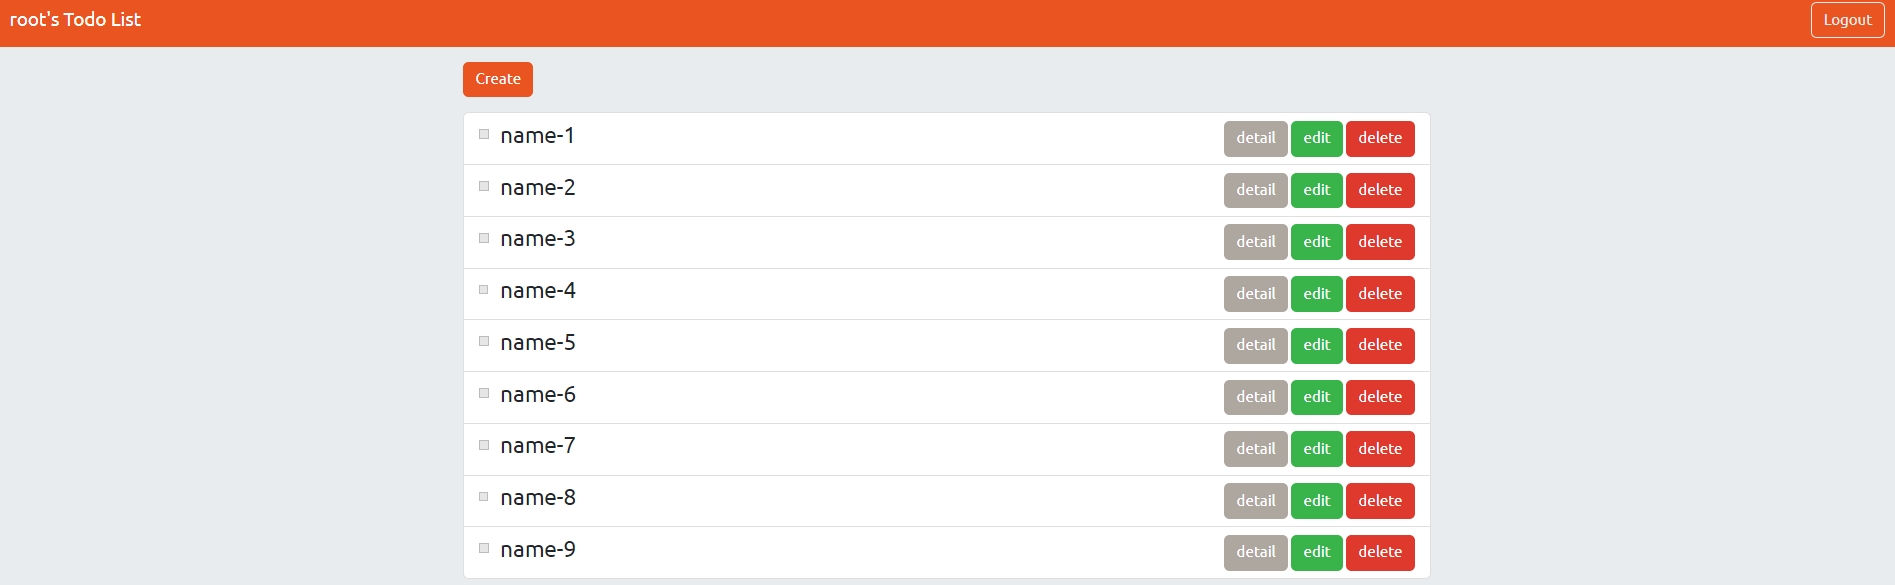 root's Todo List Logout
Create
name-1 detail edit delete
name-2 detail edit delete
name-3 detail edit delete
name-4 detail edit delete
name-5 detail edit delete
name-6 detail edit delete
name-7 detail edit delete
name-8 detail edit delete
name-9 detail edit delete